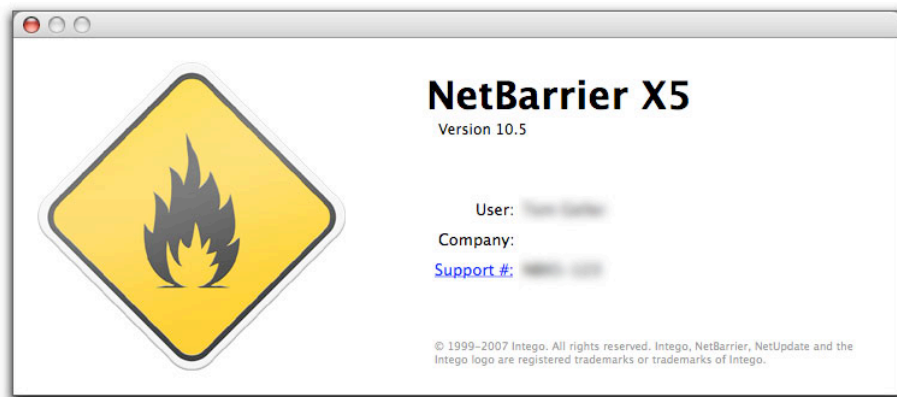 NetBarrier X5
Version 10.5
User:
Company:
Support #:
© 1999–2007 Intego. All rights reserved. Intego, NetBarrier, NetUpdate and the
Intego logo are registered trademarks or trademarks of Intego.